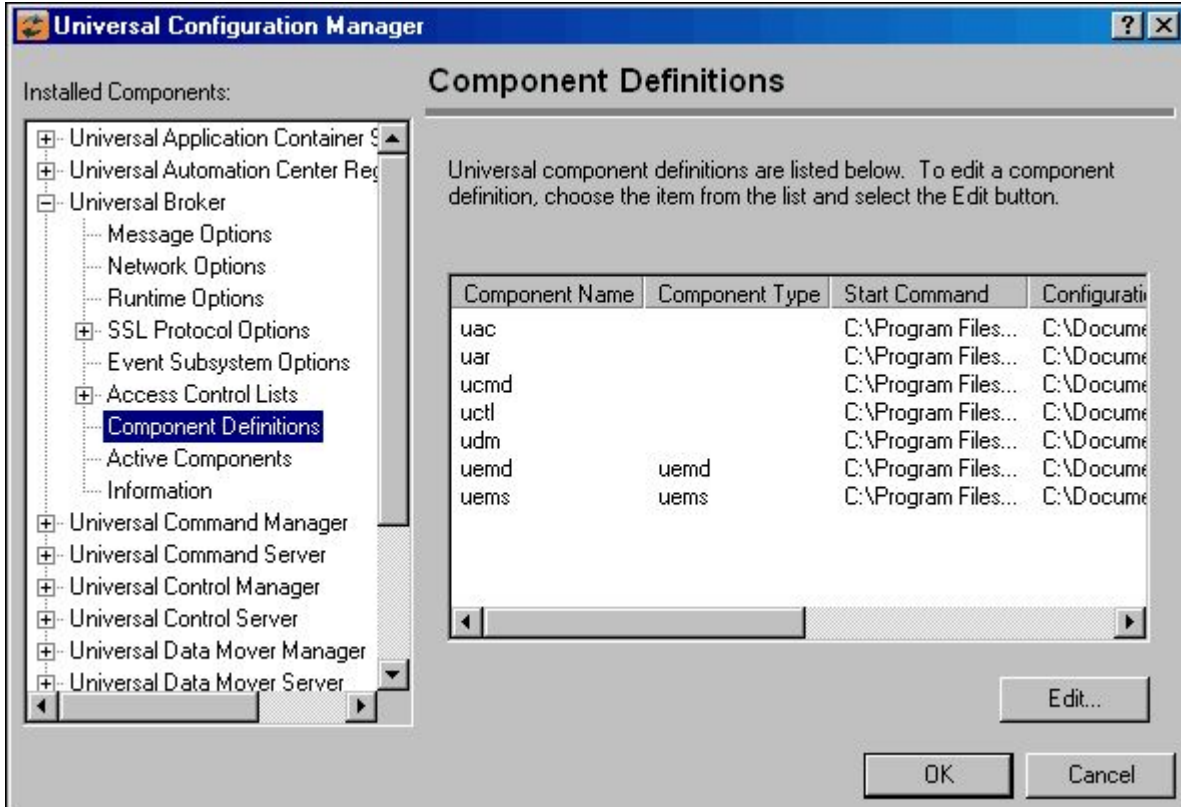 Universal Configuration Manager
Installed Components:
Universal Application Container S
Universal Automation Center Reg
Universal Broker
Message Options
Network Options
Runtime Options
SSL Protocol Options
Event Subsystem Options
Access Control Lists
Component Definitions
Active Components
Information
Universal Command Manager
Universal Command Server
Universal Control Manager
Universal Control Server
Universal Data Mover Manager
Universal Data Mover Server
Component Definitions
Universal component definitions are listed below. To edit a component
definition, choose the item from the list and select the Edit button.
Component Name Component Type Start Command Configurati
uac C:\Program Files... C:\Docume
uar C:\Program Files... C:\Docume
ucmd C:\Program Files... C:\Docume
uctl C:\Program Files... C:\Docume
udm C:\Program Files... C:\Docume
uemd uemd C:\Program Files... C:\Docume
uems uems C:\Program Files... C:\Docume
Edit...
OK Cancel